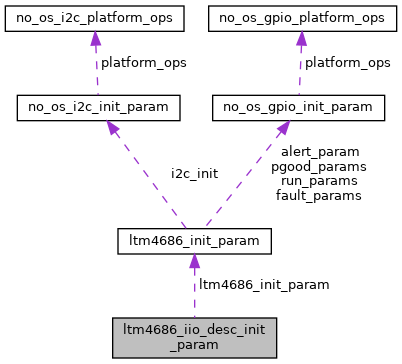 no_os_i2c_platform_ops
no_os_gpio_platform_ops
platform_ops
platform_ops
no_os_i2c_init_param
no_os_gpio_init_param
i2c_init
alert_param
pgood_params
run_params
fault_params
ltm4686_init_param
ltm4686_init_param
ltm4686_iio_desc_init
_param